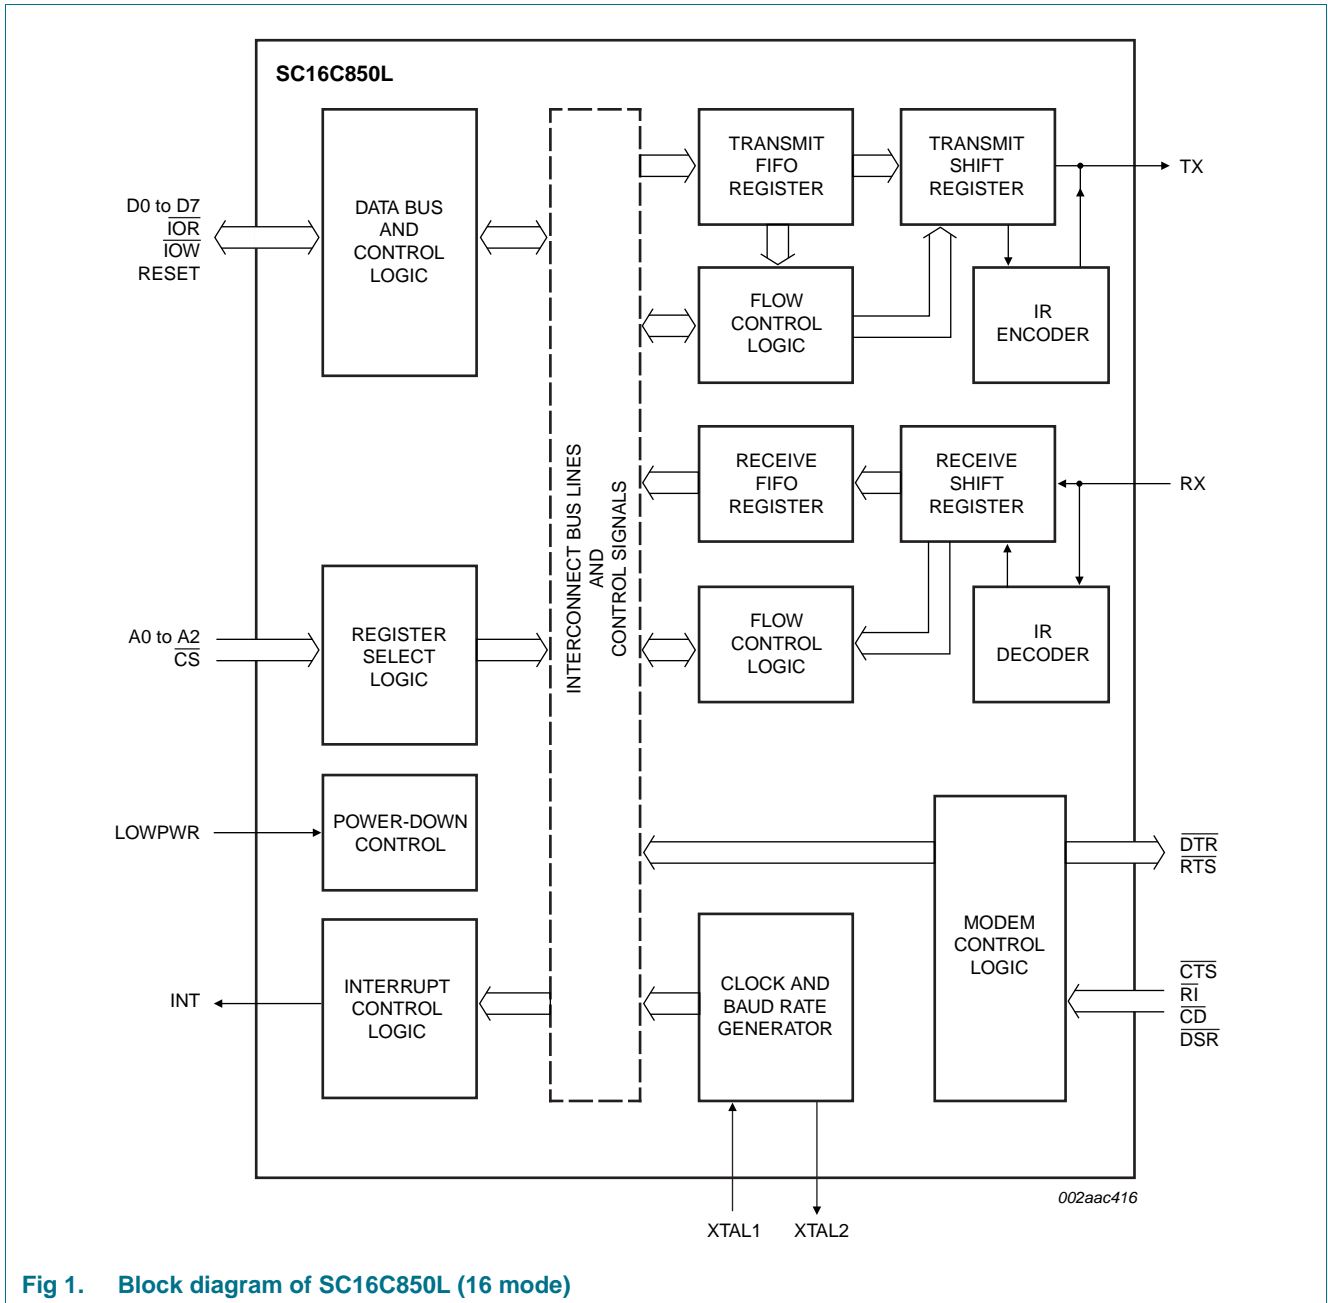 SC16C850L
D0 to D7
IOR
IOW
RESET
DATA BUS
AND
CONTROL
LOGIC
TRANSMIT
FIFO
REGISTER
TRANSMIT
SHIFT
REGISTER
TX
FLOW
CONTROL
LOGIC
IR
ENCODER
INTERCONNECT BUS LINES
AND
CONTROL SIGNALS
RECEIVE
FIFO
REGISTER
RECEIVE
SHIFT
REGISTER
RX
A0 to A2
CS
REGISTER
SELECT
LOGIC
FLOW
CONTROL
LOGIC
IR
DECODER
LOWPWR
POWER-DOWN
CONTROL
DTR
RTS
MODEM
CONTROL
LOGIC
INT
INTERRUPT
CONTROL
LOGIC
CLOCK AND
BAUD RATE
GENERATOR
CTS
RI
CD
DSR
002aac416
XTAL1
XTAL2
Fig 1. Block diagram of SC16C850L (16 mode)